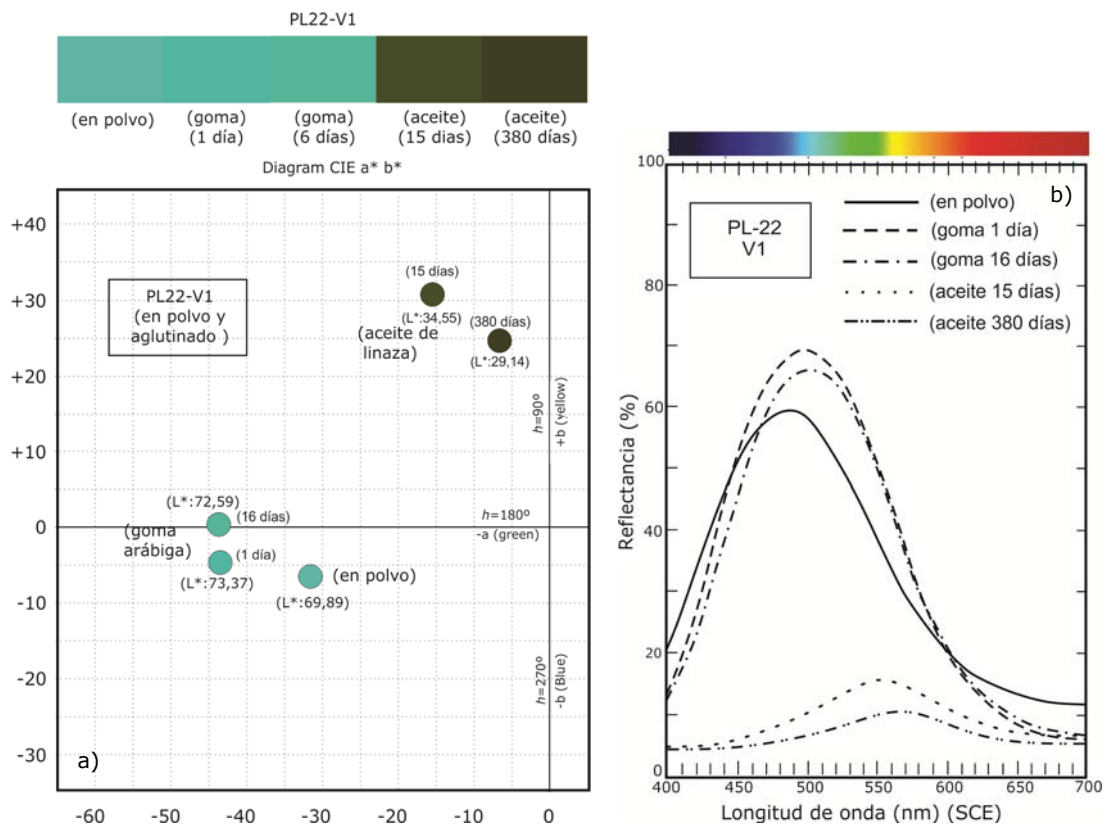 PL22-V1
(en polvo)
(goma)
(1 día)
(goma)
(6 días)
(aceite)
(15 dias)
(aceite)
(380 días)
Diagram CIE a* b*
+40
+30
+20
+10
0
-10
-20
-30
PL22-V1
(en polvo y
aglutinado )
(15 días)
(L*:34,55)
(aceite de
linaza)
(380 días)
(L*:29,14)
h=90º
+b (yellow)
(L*:72,59)
(16 días)
(goma
arábiga)
(1 día)
(L*:73,37)
(en polvo)
(L*:69,89)
h=180º
-a (green)
h=270º
-b (Blue)
a)
-60
-50
-40
-30
-20
-10
0
b)
100
80
60
40
20
0
Reflectancia (%)
PL-22
V1
(en polvo)
(goma 1 día)
(goma 16 días)
(aceite 15 días)
(aceite 380 días)
400
450
500
550
600
650
700
Longitud de onda (nm) (SCE)